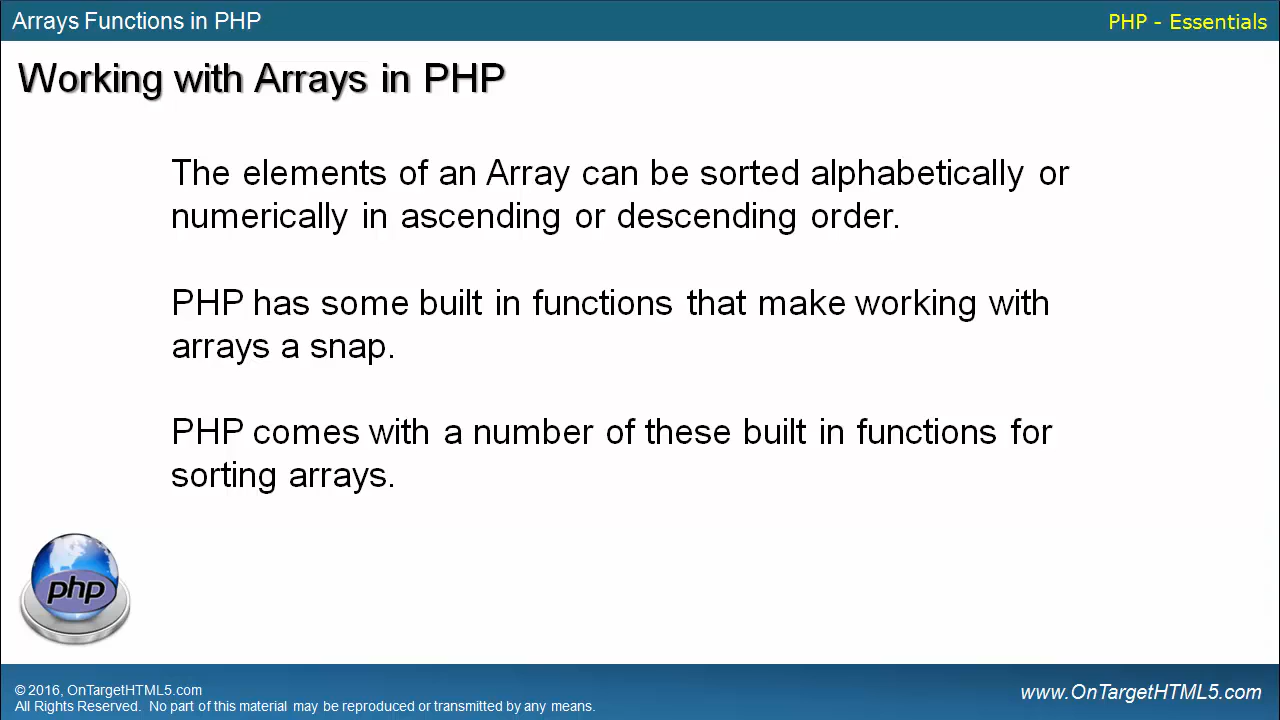 Arrays Functions in PHP
PHP - Essentials
Working with Arrays in PHP
The elements of an Array can be sorted alphabetically or
numerically in ascending or descending order.
PHP has some built in functions that make working with
arrays a snap.
PHP comes with a number of these built in functions for
sorting arrays.
php
© 2016, OnTargetHTML5.com
All Rights Reserved.  No part of this material may be reproduced or transmitted by any means.
www.OnTargetHTML5.com